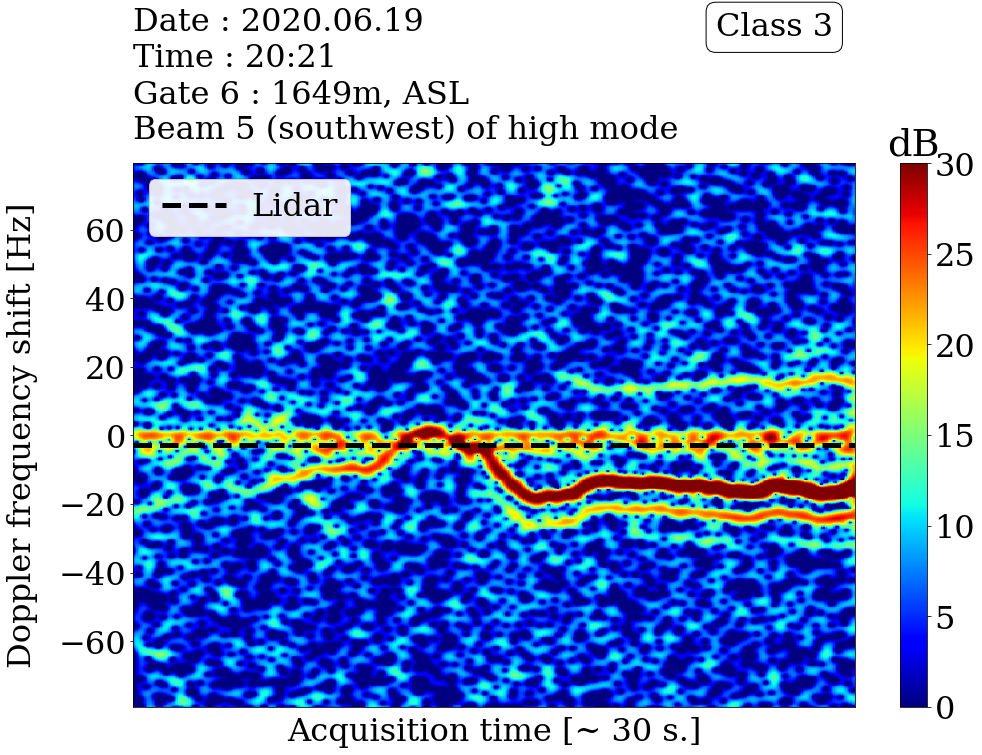 Date : 2020.06.19
Time : 20:21
Gate 6 : 1649m, ASL
Beam 5 (southwest) of high mode
Class 3
dB
Lidar
Doppler frequency shift [Hz]
60
40
20
0
−20
−40
−60
30
25
20
15
10
5
0
Acquisition time [~ 30 s.]